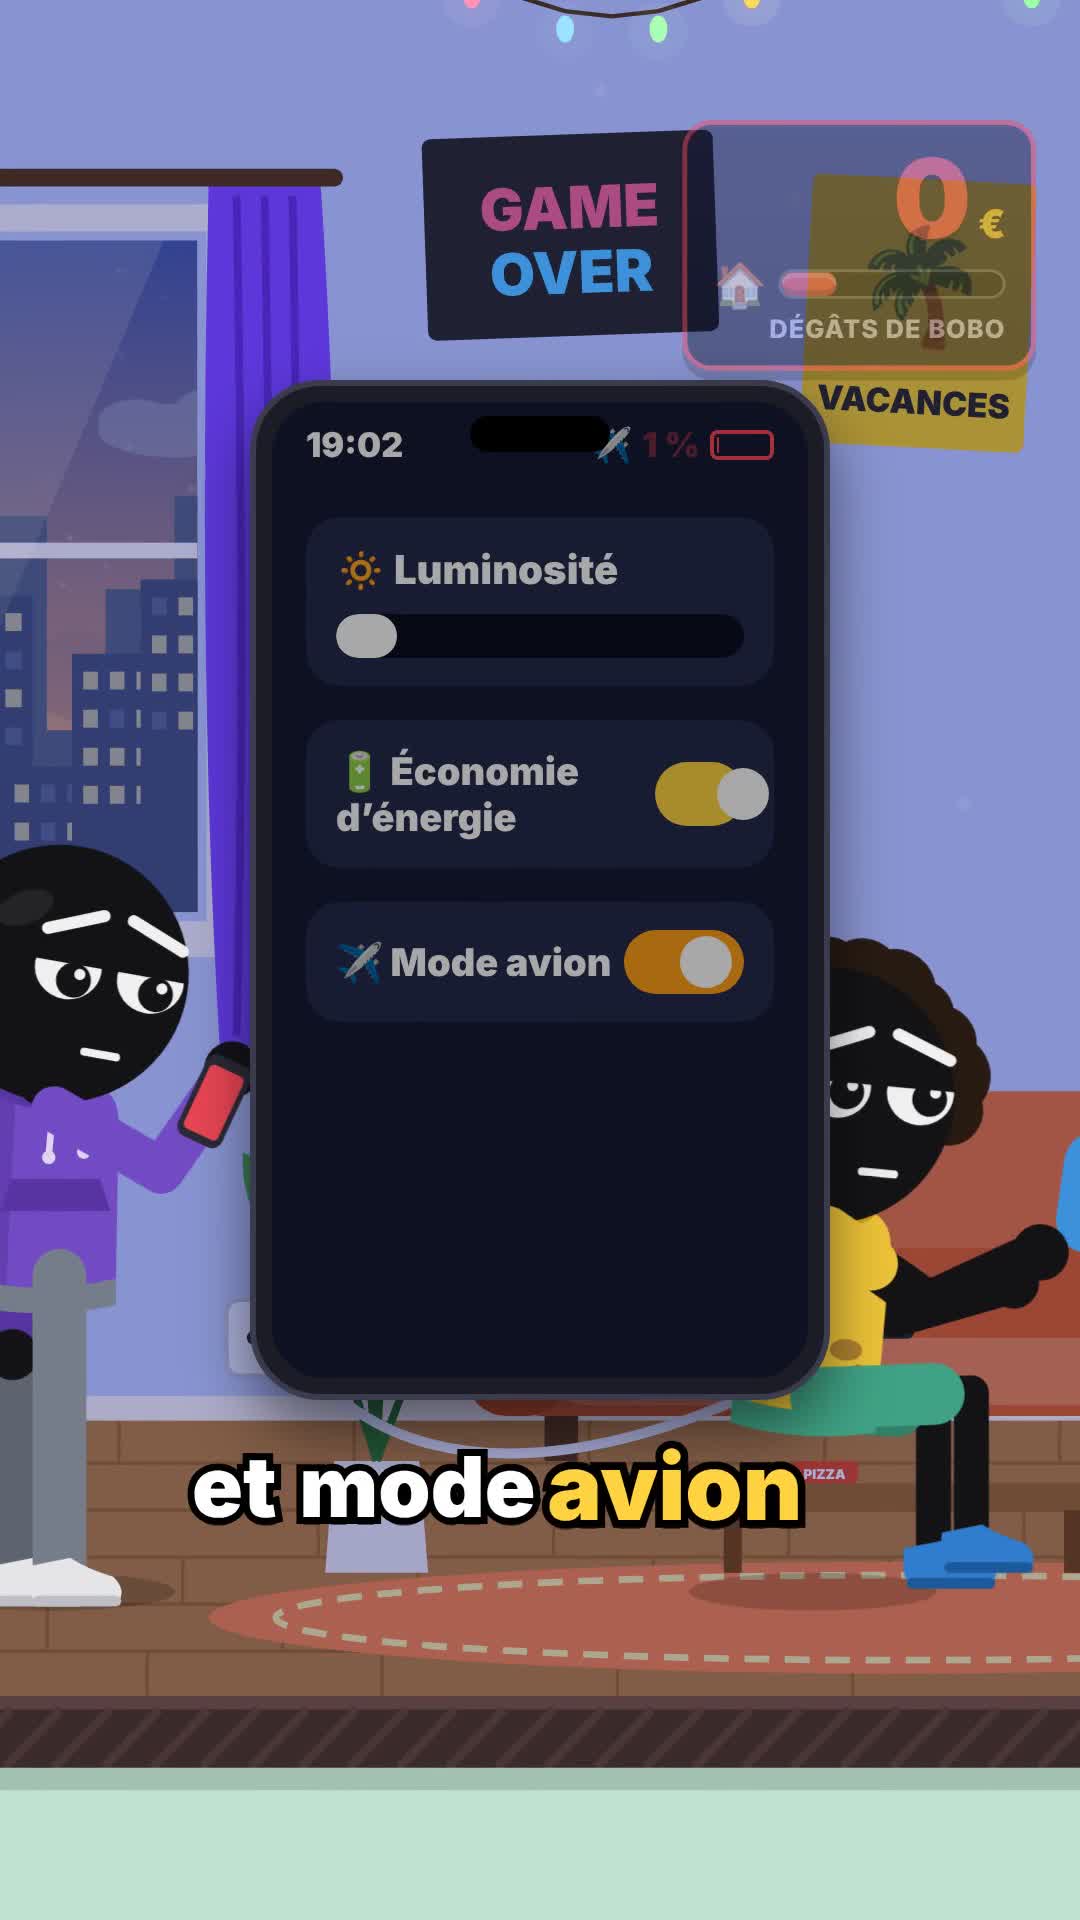 GAME
OVER
0 €
DÉGÂTS DE BOBO
VACANCES
19:02
1 %
Luminosité
Économie
d’énergie
Mode avion
et mode avion
PIZZA